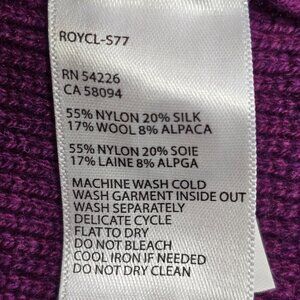 ROYCL-S77
RN 54226
CA 58094
55% NYLON 20% SILK
17% WOOL 8% ALPACA
55% NYLON 20% SOIE
17% LAINE 8% ALPGA
MACHINE WASH COLD
WASH GARMENT INSIDE OUT
WASH SEPARATELY
DELICATE CYCLE
FLAT TO DRY
DO NOT BLEACH
COOL IRON IF NEEDED
DO NOT DRY CLEAN